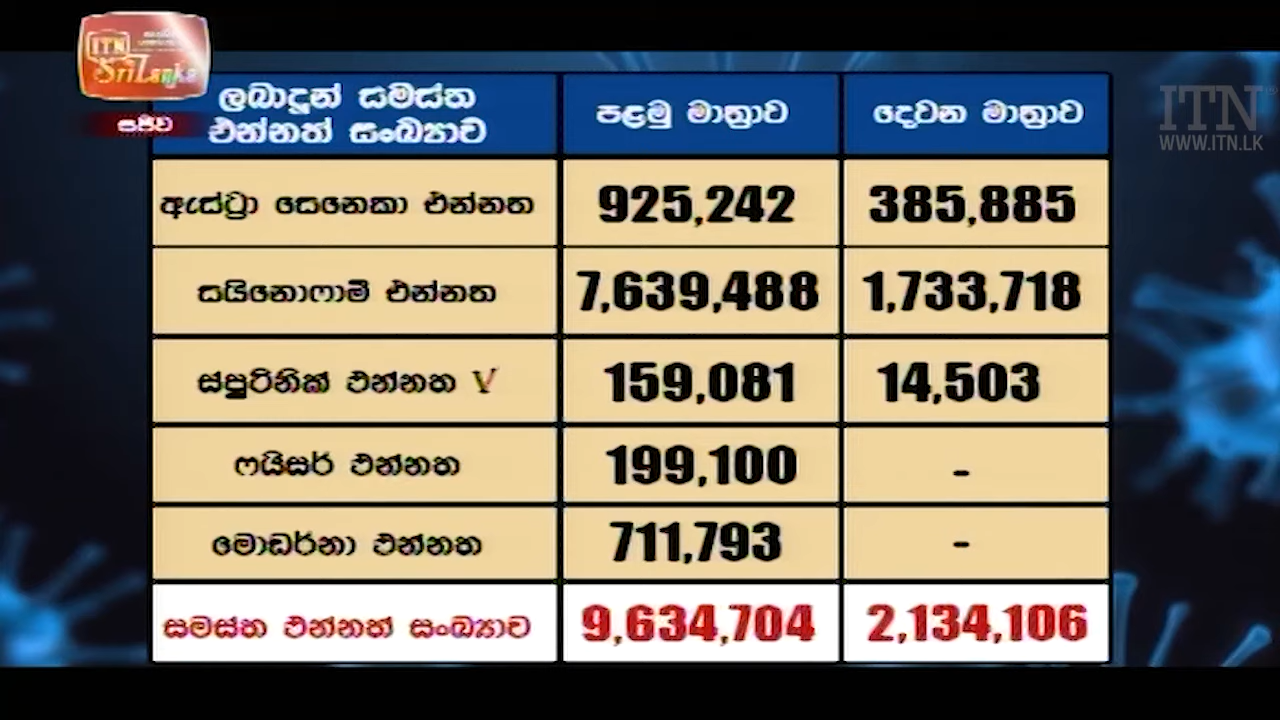 ITN
Sri Lanka
සජීව
ITN
WWW.ITN.LK
ලබාදුන් සමස්ත
එන්නත් සංඛ්‍යාව
පළමු මාත්‍රාව
දෙවන මාත්‍රාව
ඇස්ට්‍රා සෙනෙකා එන්නත
925,242
385,885
සයිනොෆාම් එන්නත
7,639,488
1,733,718
ස්පුට්නික් එන්නත V
159,081
14,503
ෆයිසර් එන්නත
199,100
-
මොඩර්නා එන්නත
711,793
-
සමස්ත එන්නත් සංඛ්‍යාව
9,634,704
2,134,106